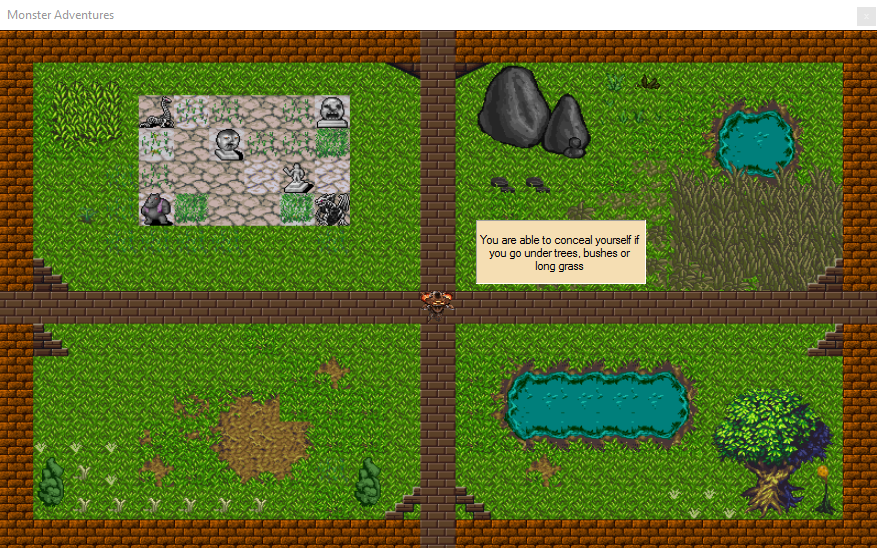 Monster Adventures
You are able to conceal yourself if
you go under trees, bushes or
long grass